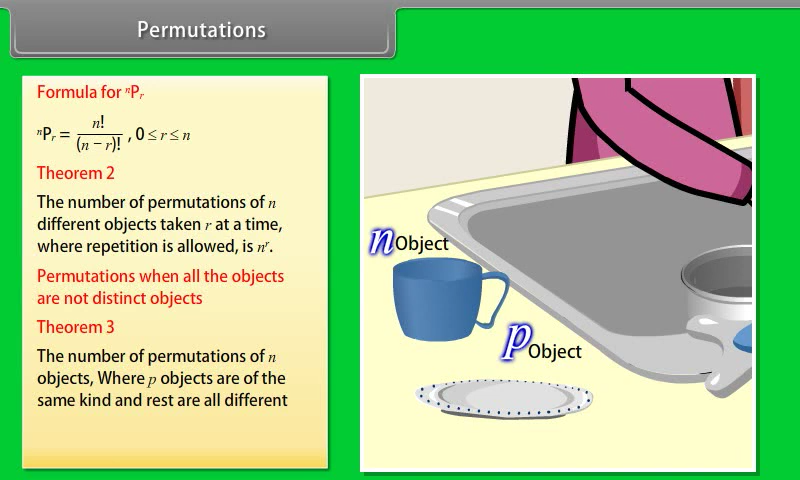 Permutations
Formula for ⁿPᵣ
ⁿPᵣ = n! / (n − r)! , 0 ≤ r ≤ n
Theorem 2
The number of permutations of n
different objects taken r at a time,
where repetition is allowed, is nʳ.
Permutations when all the objects
are not distinct objects
Theorem 3
The number of permutations of n
objects, Where p objects are of the
same kind and rest are all different
n Object
p Object